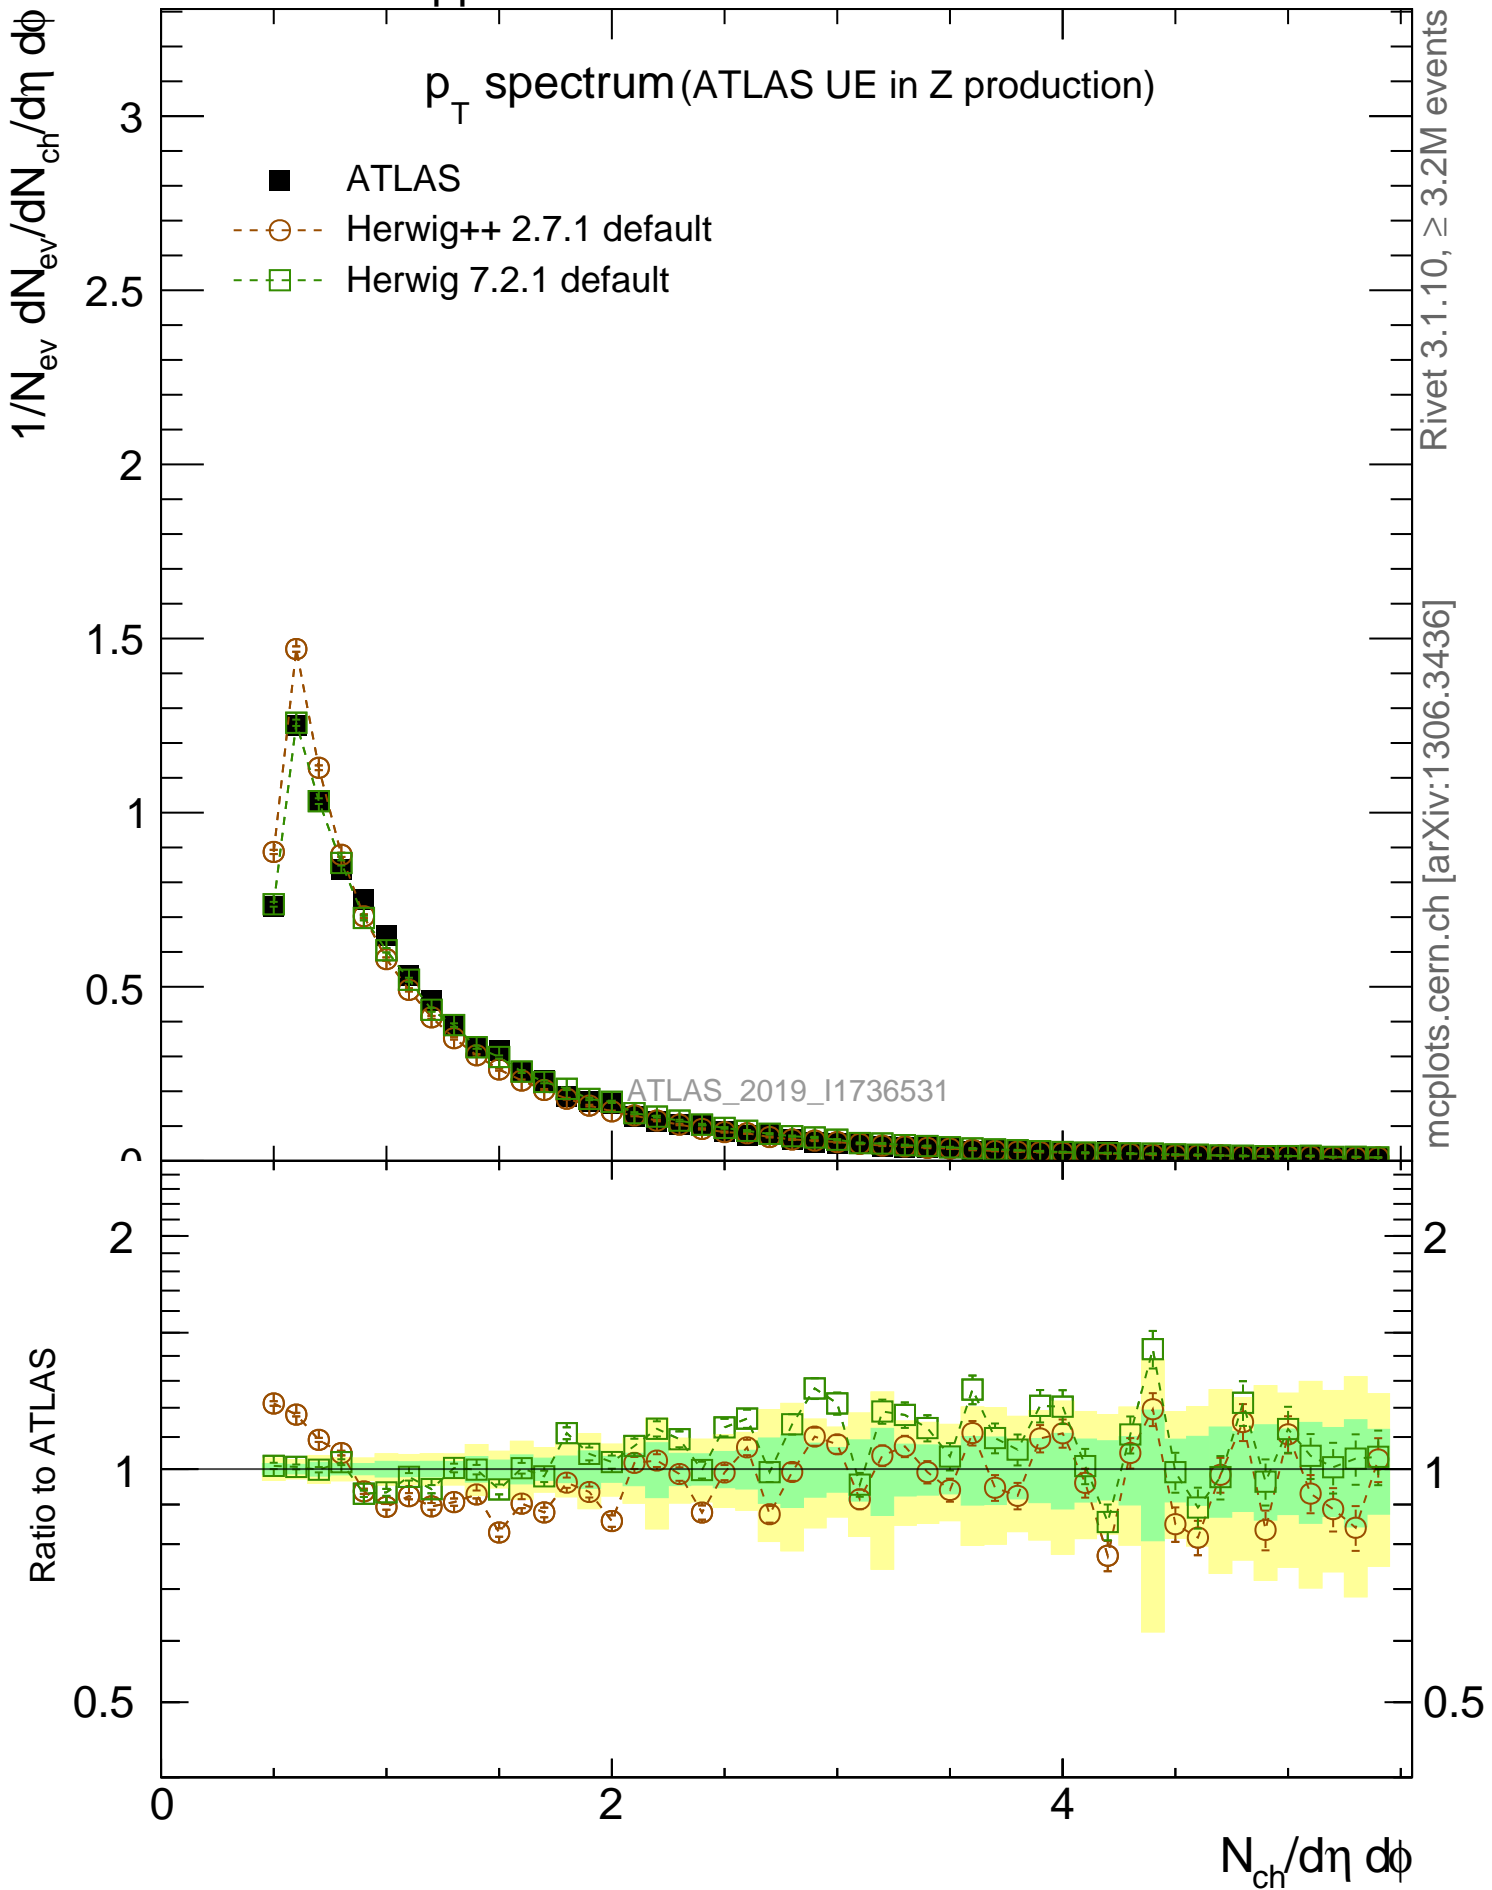 pp
p_T spectrum (ATLAS UE in Z production)
ATLAS
Herwig++ 2.7.1 default
Herwig 7.2.1 default
1/N_ev dN_ev/dN_ch/dη dϕ
3
2.5
2
1.5
1
0.5
0
ATLAS_2019_I1736531
Rivet 3.1.10, ≥ 3.2M events
mcplots.cern.ch [arXiv:1306.3436]
Ratio to ATLAS
2
1
0.5
2
1
0.5
0
2
4
N_ch/dη dϕ